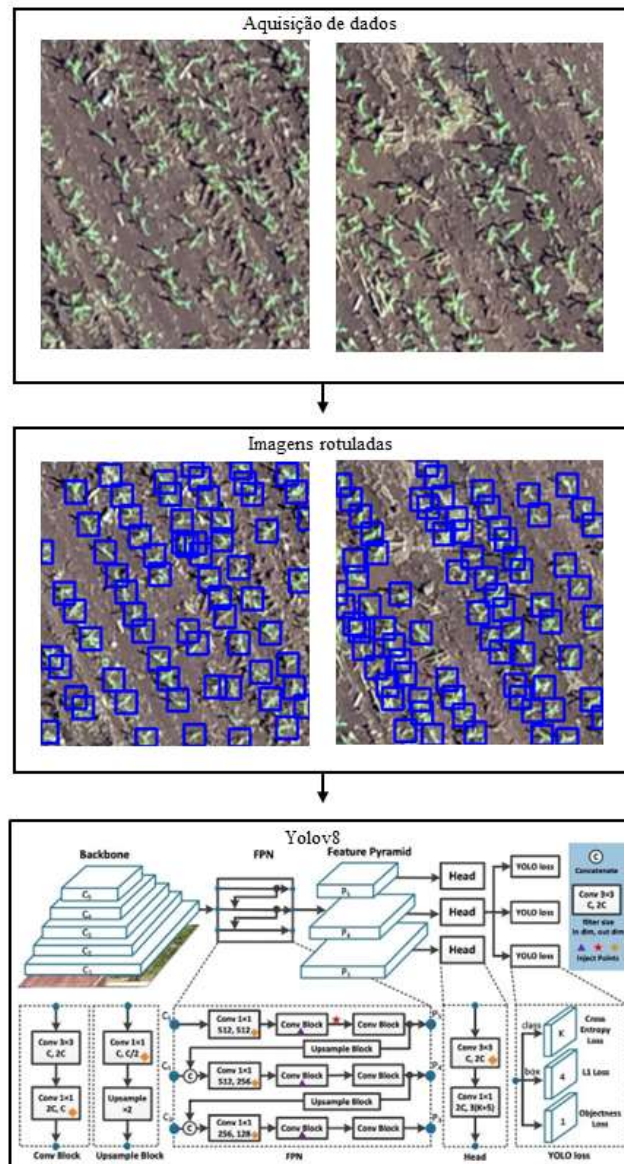 Aquisição de dados
Imagens rotuladas
Yolov8
Backbone
FPN
Feature Pyramid
Head
Head
Head
YOLO loss
YOLO loss
YOLO loss
C
Concatenate
Conv 3×3
C, 2C
filter size
in dim, out dim
Inject Points
Conv 3×3
C, 2C
Conv 1×1
2C, C
Conv Block
Conv 1×1
C, C/2
Upsample
×2
Upsample Block
Conv 1×1
512, 512
Conv Block
Conv Block
Upsample Block
C
Conv 1×1
512, 256
Conv Block
Conv Block
Upsample Block
C
Conv 1×1
256, 128
Conv Block
Conv Block
FPN
Conv 3×3
C, 2C
Conv 1×1
2C, 3(K+5)
Head
class
K
Cross
Entropy
Loss
box
4
L1 Loss
1
Objectness
Loss
YOLO loss